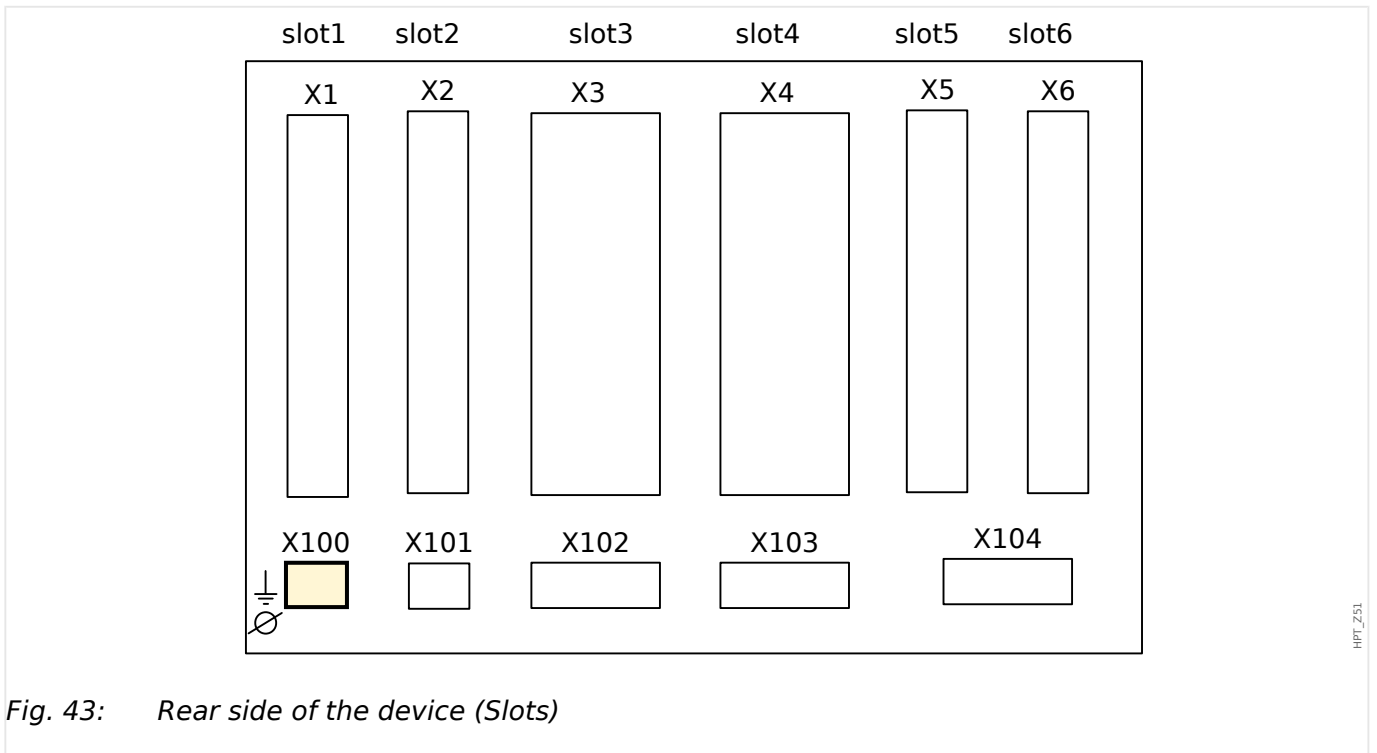 slot1 slot2 slot3 slot4 slot5 slot6
X1 X2 X3 X4 X5 X6
X100 X101 X102 X103 X104
HPT_Z51
Fig. 43: Rear side of the device (Slots)